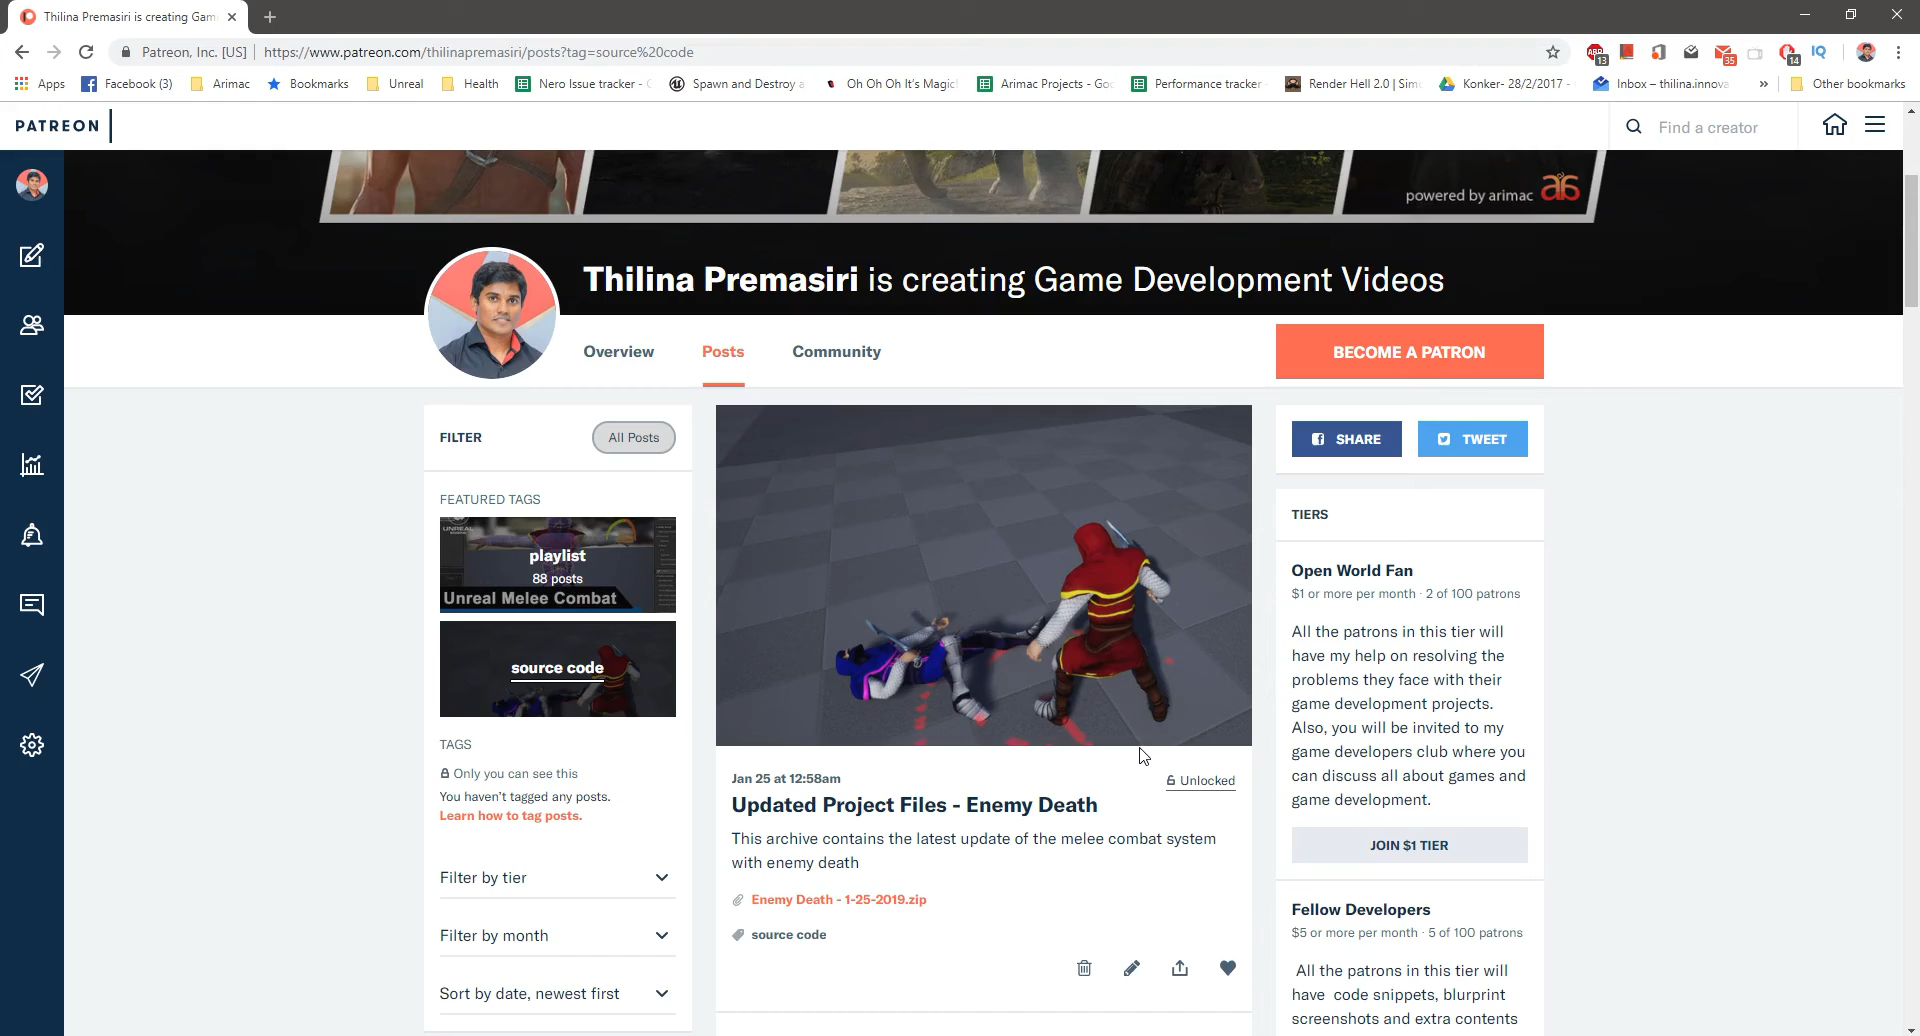 Thilina Premasiri is creating Gam
Patreon, Inc. [US] | https://www.patreon.com/thilinapremasiri/posts?tag=source%20code
13
35
14
Apps
Facebook (3)
Arimac
Bookmarks
Unreal
Health
Nero Issue tracker -
Spawn and Destroy a
Oh Oh Oh It's Magic!
Arimac Projects - Goo
Performance tracker
Render Hell 2.0 | Sim
Konker- 28/2/2017 -
Inbox – thilina.innova
»
Other bookmarks
PATREON
Find a creator
powered by arimac
Thilina Premasiri is creating Game Development Videos
Overview
Posts
Community
BECOME A PATRON
FILTER
All Posts
FEATURED TAGS
playlist
88 posts
Unreal Melee Combat
source code
TAGS
Only you can see this
You haven't tagged any posts.
Learn how to tag posts.
Filter by tier
Filter by month
Sort by date, newest first
Jan 25 at 12:58am
Unlocked
Updated Project Files - Enemy Death
This archive contains the latest update of the melee combat system
with enemy death
Enemy Death - 1-25-2019.zip
source code
SHARE
TWEET
TIERS
Open World Fan
$1 or more per month · 2 of 100 patrons
All the patrons in this tier will
have my help on resolving the
problems they face with their
game development projects.
Also, you will be invited to my
game developers club where you
can discuss all about games and
game development.
JOIN $1 TIER
Fellow Developers
$5 or more per month · 5 of 100 patrons
All the patrons in this tier will
have code snippets, blurprint
screenshots and extra contents